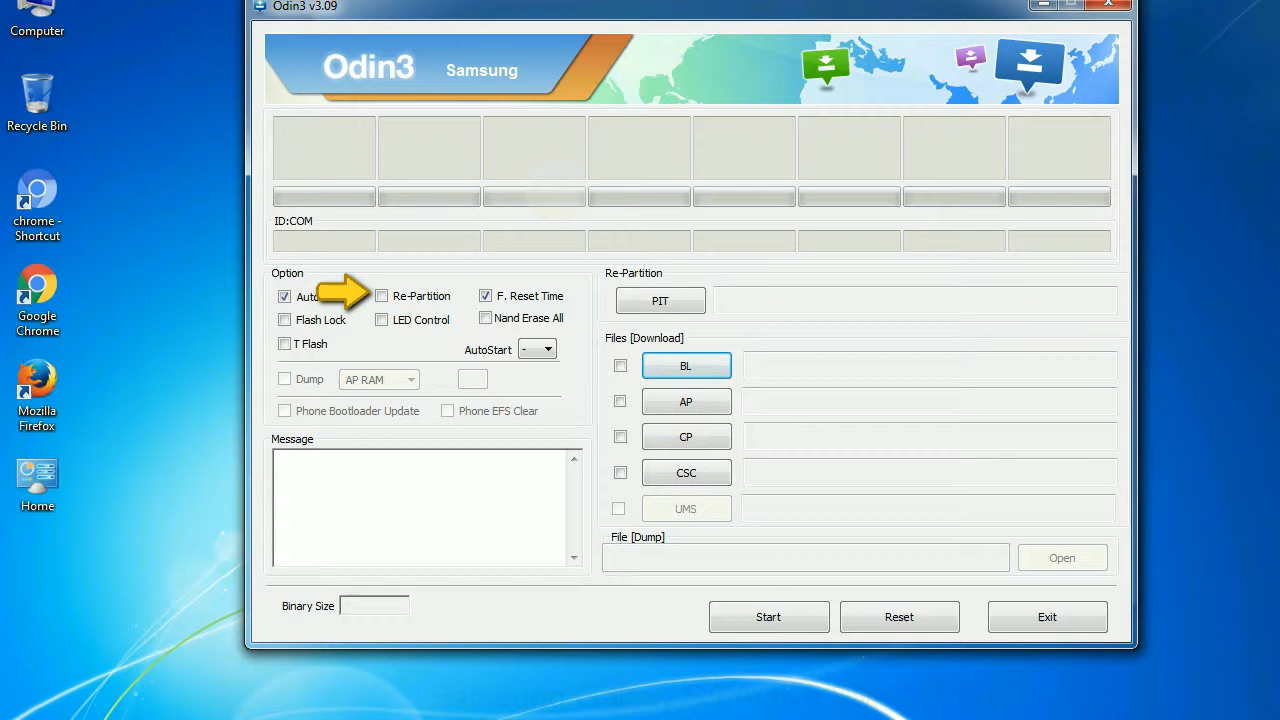 Odin3 v3.09
Computer
Recycle Bin
chrome -
Shortcut
Google
Chrome
Mozilla
Firefox
Home
Odin3 Samsung
ID:COM
Option
Re-Partition F. Reset Time
Flash Lock LED Control Nand Erase All
T Flash
AutoStart -
Dump AP RAM
Phone Bootloader Update Phone EFS Clear
Message
Re-Partition
PIT
Files [Download]
BL
AP
CP
CSC
UMS
File [Dump]
Open
Binary Size
Start Reset Exit